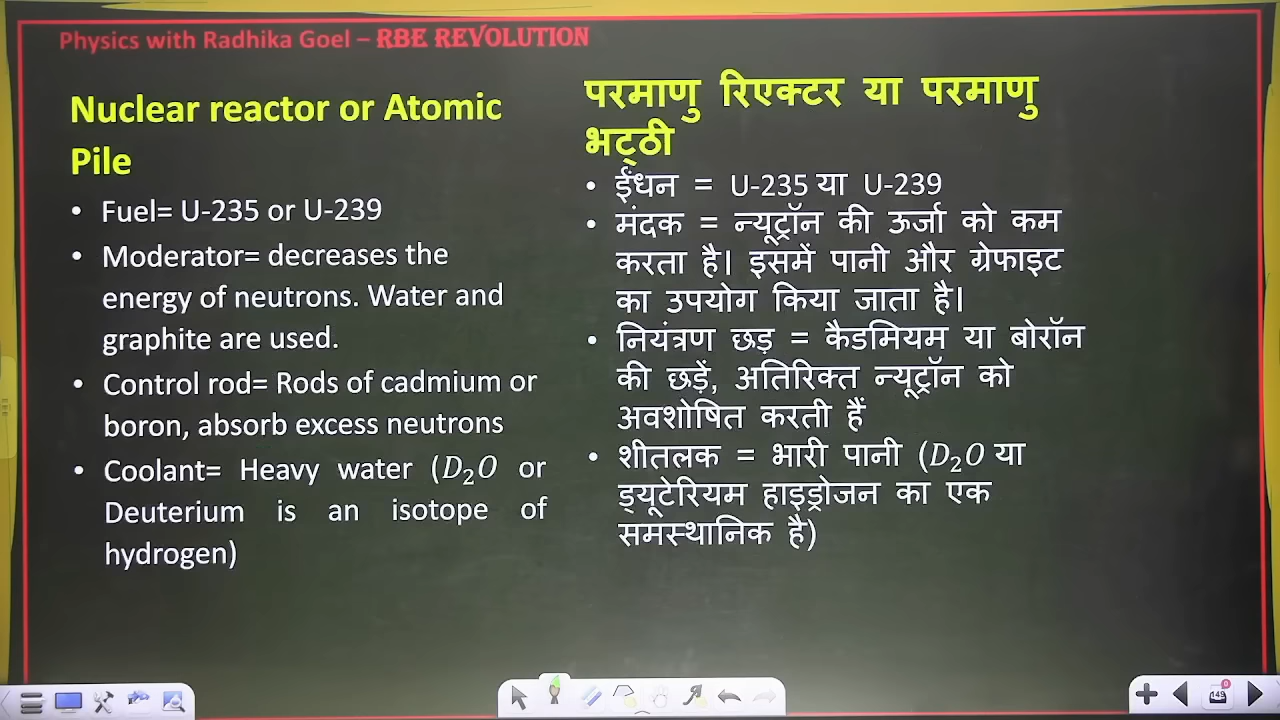 Physics with Radhika Goel – RBE REVOLUTION
Nuclear reactor or Atomic
Pile
• Fuel= U-235 or U-239
• Moderator= decreases the
energy of neutrons. Water and
graphite are used.
• Control rod= Rods of cadmium or
boron, absorb excess neutrons
• Coolant= Heavy water (D₂O or
Deuterium is an isotope of
hydrogen)
परमाणु रिएक्टर या परमाणु
भट्ठी
• ईंधन = U-235 या U-239
• मंदक = न्यूट्रॉन की ऊर्जा को कम
करता है। इसमें पानी और ग्रेफाइट
का उपयोग किया जाता है।
• नियंत्रण छड़ = कैडमियम या बोरॉन
की छड़ें, अतिरिक्त न्यूट्रॉन को
अवशोषित करती हैं
• शीतलक = भारी पानी (D₂O या
ड्यूटेरियम हाइड्रोजन का एक
समस्थानिक है)
149